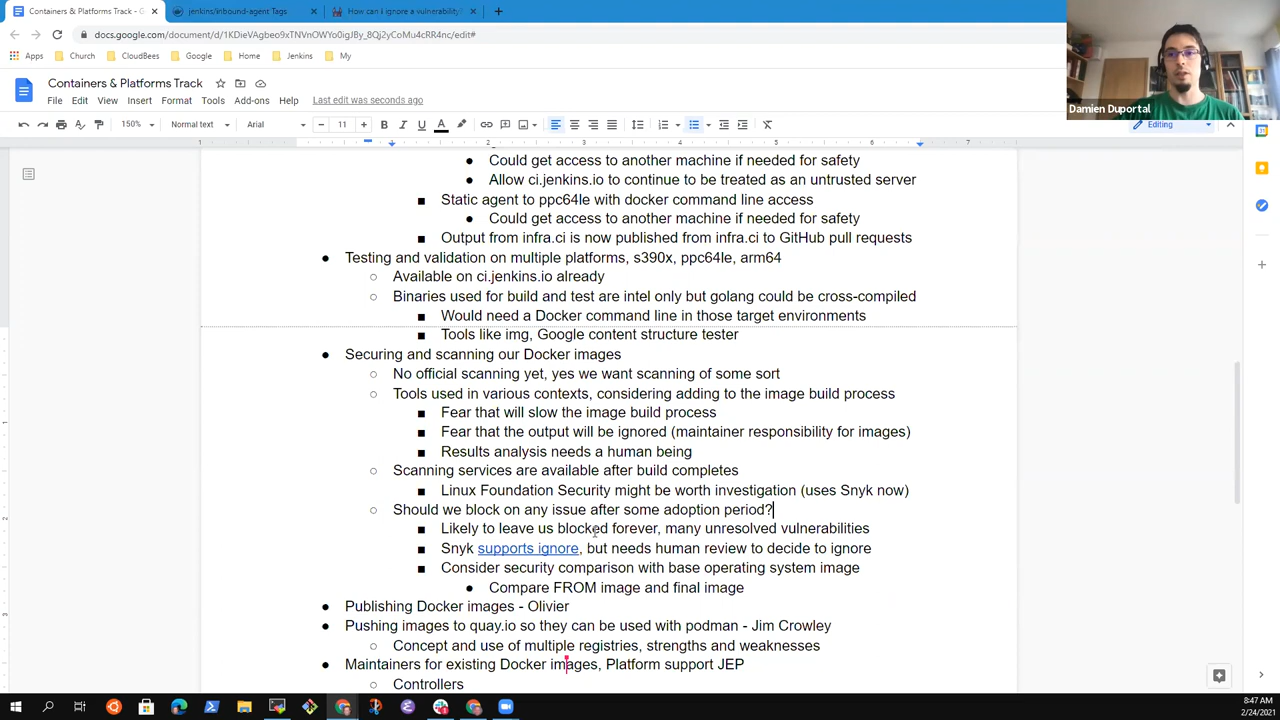 Containers & Platforms Track - G
jenkins/inbound-agent Tags
How can i ignore a vulnerability?
docs.google.com/document/d/1KDieVAgbeo9xTNVnOWYo0igJ8y_8Qj2yCoMu4cRR4nc/edit#
Apps
Church
CloudBees
Google
Home
Jenkins
My
Containers & Platforms Track
File Edit View Insert Format Tools Add-ons Help Last edit was seconds ago
Damien Duportal
150% Normal text Arial 11 Editing
1 1 2 3 4 5 6 7
Could get access to another machine if needed for safety
Allow ci.jenkins.io to continue to be treated as an untrusted server
Static agent to ppc64le with docker command line access
Could get access to another machine if needed for safety
Output from infra.ci is now published from infra.ci to GitHub pull requests
Testing and validation on multiple platforms, s390x, ppc64le, arm64
Available on ci.jenkins.io already
Binaries used for build and test are intel only but golang could be cross-compiled
Would need a Docker command line in those target environments
Tools like img, Google content structure tester
Securing and scanning our Docker images
No official scanning yet, yes we want scanning of some sort
Tools used in various contexts, considering adding to the image build process
Fear that will slow the image build process
Fear that the output will be ignored (maintainer responsibility for images)
Results analysis needs a human being
Scanning services are available after build completes
Linux Foundation Security might be worth investigation (uses Snyk now)
Should we block on any issue after some adoption period?
Likely to leave us blocked forever, many unresolved vulnerabilities
Snyk supports ignore, but needs human review to decide to ignore
Consider security comparison with base operating system image
Compare FROM image and final image
Publishing Docker images - Olivier
Pushing images to quay.io so they can be used with podman - Jim Crowley
Concept and use of multiple registries, strengths and weaknesses
Maintainers for existing Docker images, Platform support JEP
Controllers
8:47 AM
2/24/2021